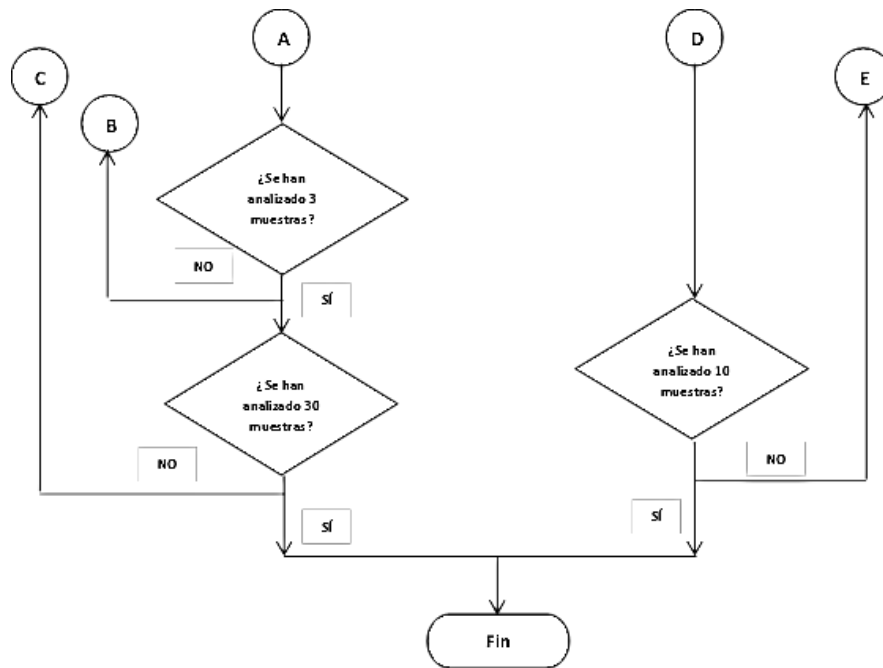 A
D
C
E
B
¿Se han
analizado 3
muestras?
NO
SÍ
¿Se han
analizado 10
muestras?
¿Se han
analizado 30
muestras?
NO
NO
SÍ
SÍ
Fin